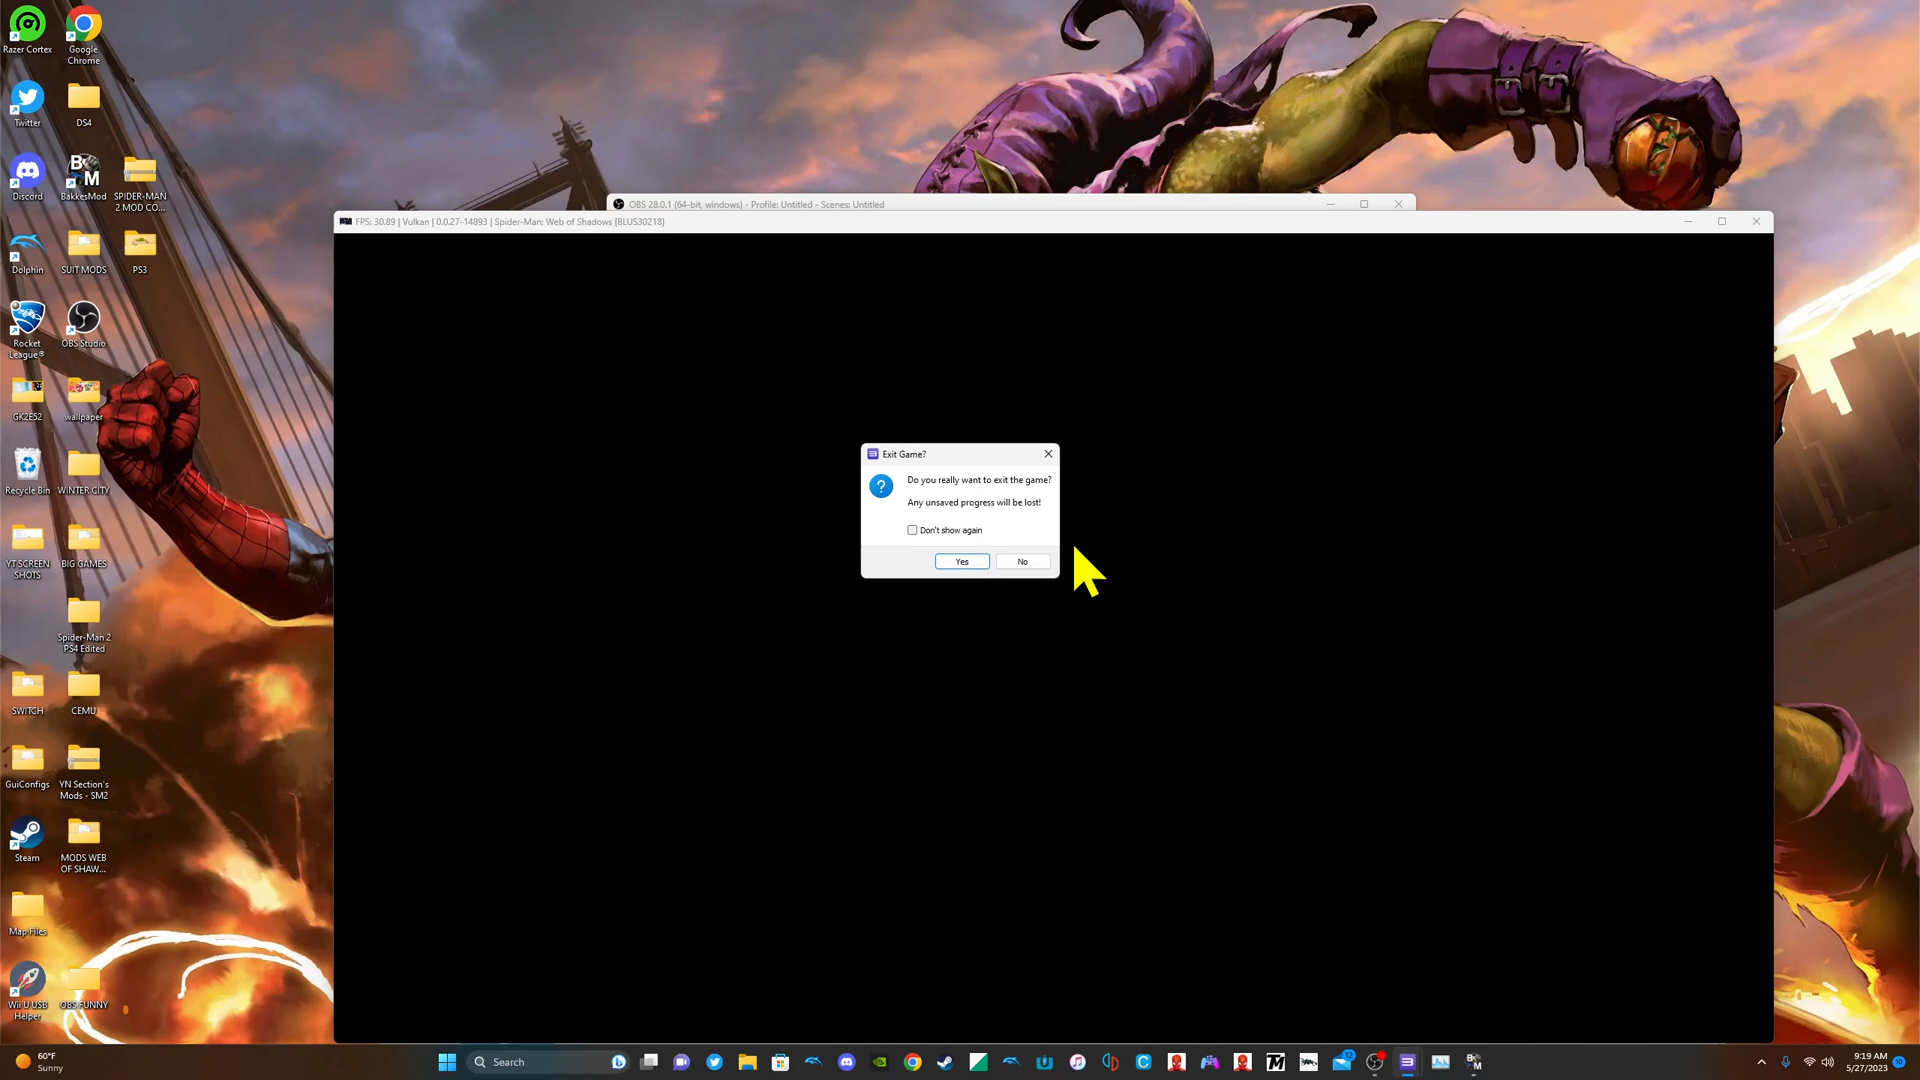 Razer Cortex
Google
Chrome
Twitter
DS4
Discord
BakkesMod
SPIDER-MAN
2 MOD CO...
Dolphin
SUIT MODS
PS3
Rocket
League®
OBS Studio
GK2E52
wallpaper
Recycle Bin
WINTER CITY
YT SCREEN
SHOTS
BIG GAMES
Spider-Man 2
PS4 Edited
SWITCH
CEMU
GuiConfigs
YN Section's
Mods - SM2
Steam
MODS WEB
OF SHAW...
Map Files
Wii U USB
Helper
OBS FUNNY
OBS 28.0.1 (64-bit, windows) - Profile: Untitled - Scenes: Untitled
FPS: 30.89 | Vulkan | 0.0.27-14893 | Spider-Man: Web of Shadows [BLUS30218]
Exit Game?
Do you really want to exit the game?
Any unsaved progress will be lost!
Don't show again
Yes No
60°F
Sunny
Search
12
9:19 AM
5/27/2023
10